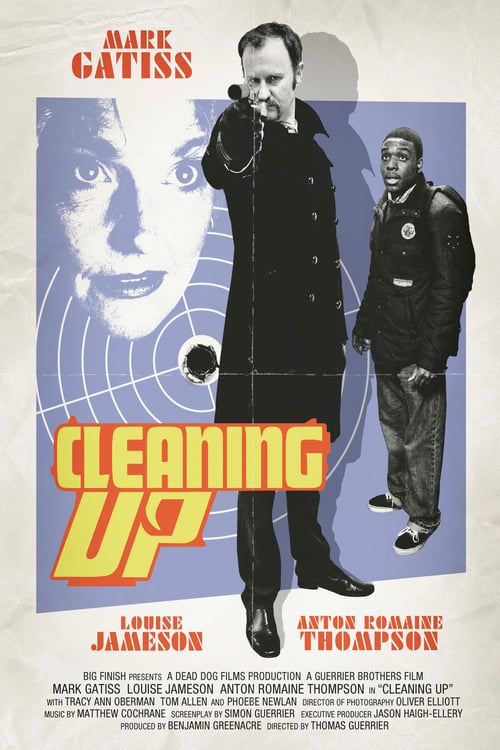 MARK
GATISS
CLEANING
UP
LOUISE
JAMESON
ANTON ROMAINE
THOMPSON
BIG FINISH PRESENTS A DEAD DOG FILMS PRODUCTION A GUERRIER BROTHERS FILM
MARK GATISS LOUISE JAMESON ANTON ROMAINE THOMPSON IN "CLEANING UP"
WITH TRACY ANN OBERMAN TOM ALLEN AND PHOEBE NEWLAN DIRECTOR OF PHOTOGRAPHY OLIVER ELLIOTT
MUSIC BY MATTHEW COCHRANE SCREENPLAY BY SIMON GUERRIER EXECUTIVE PRODUCER JASON HAIGH-ELLERY
PRODUCED BY BENJAMIN GREENACRE DIRECTED BY THOMAS GUERRIER